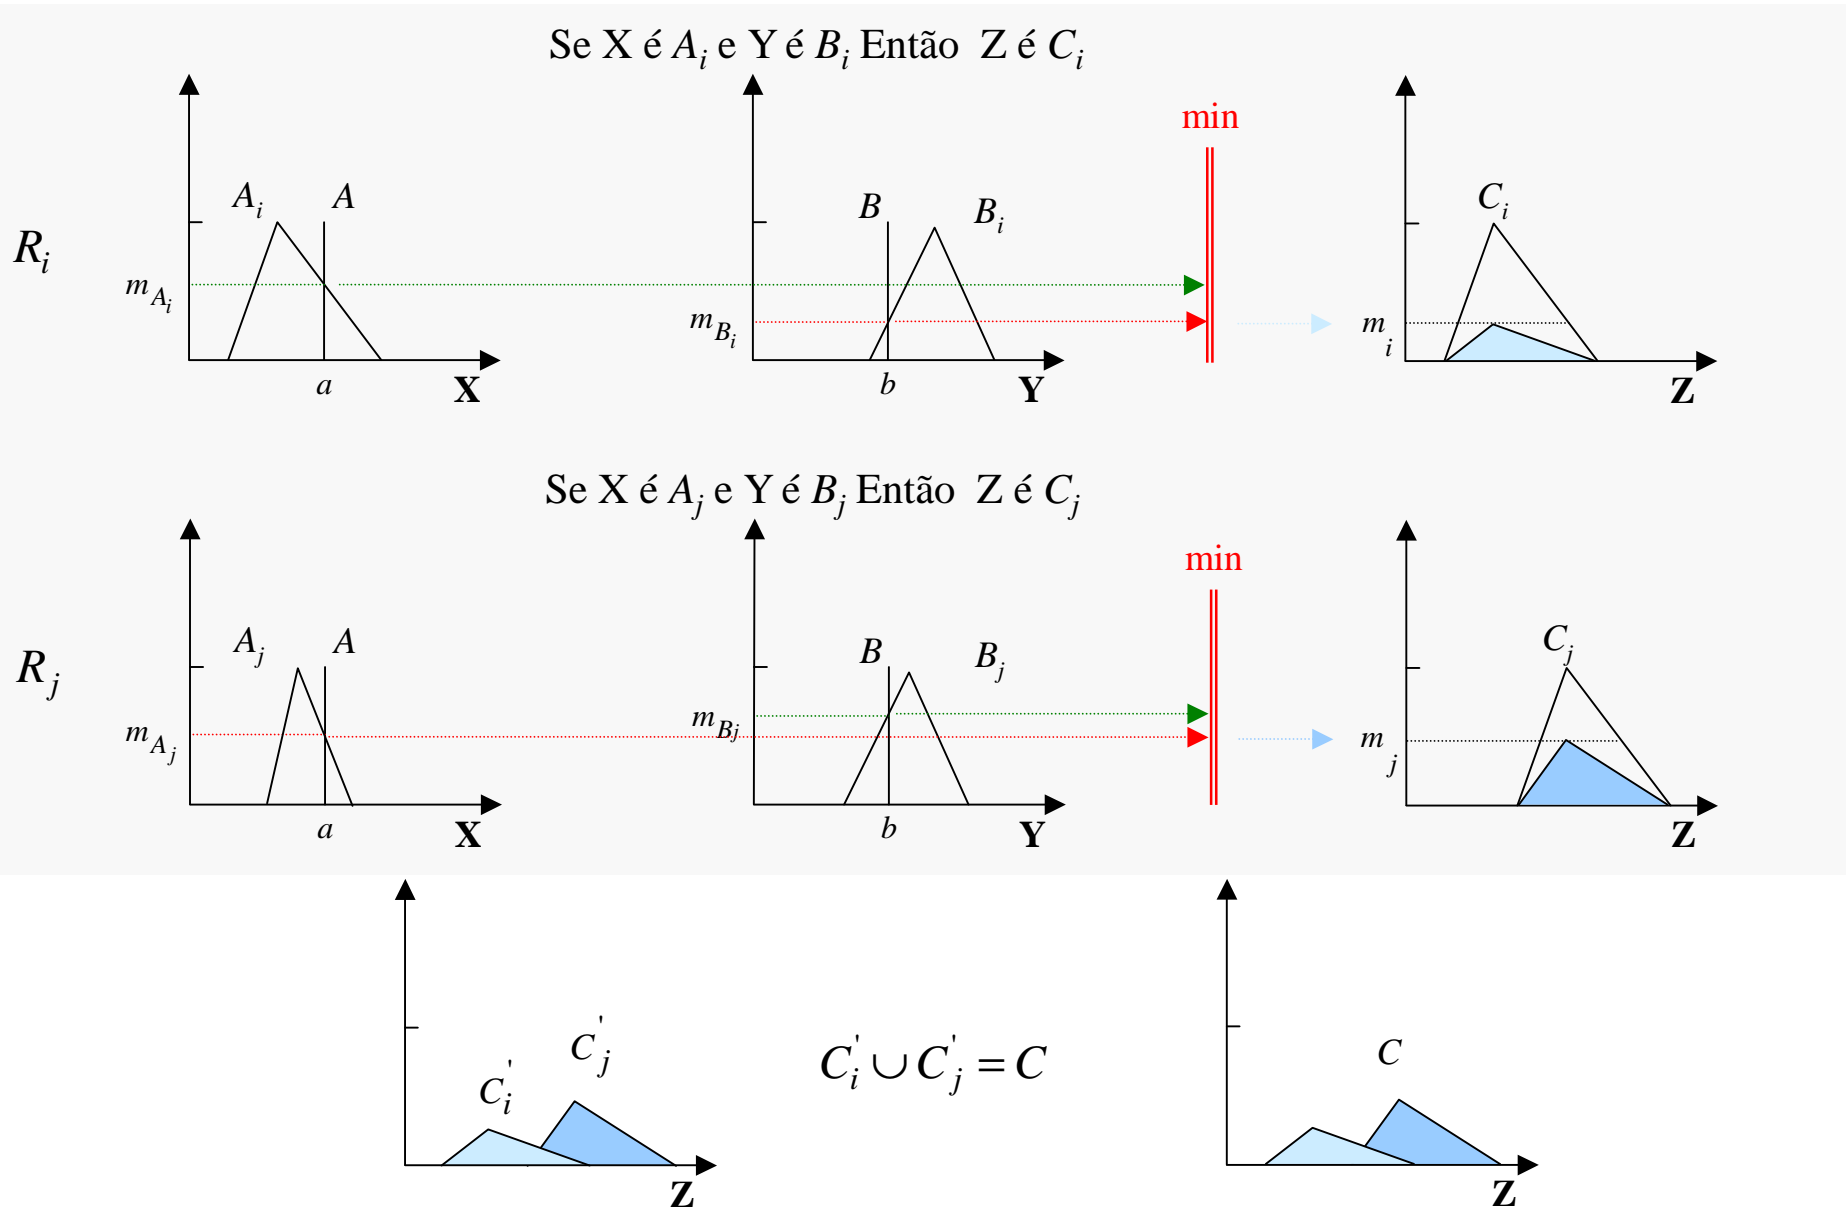 Se X é A_i e Y é B_i Então Z é C_i
min
A_i A
B B_i
C_i
R_i
m_{A_i}
m_{B_i}
m_i
a X
b Y
Z
Se X é A_j e Y é B_j Então Z é C_j
min
A_j A
B B_j
C_j
R_j
m_{A_j}
m_{Bj}
m_j
a X
b Y
Z
C'_i
C'_j
C'_i ∪ C'_j = C
C
Z
Z